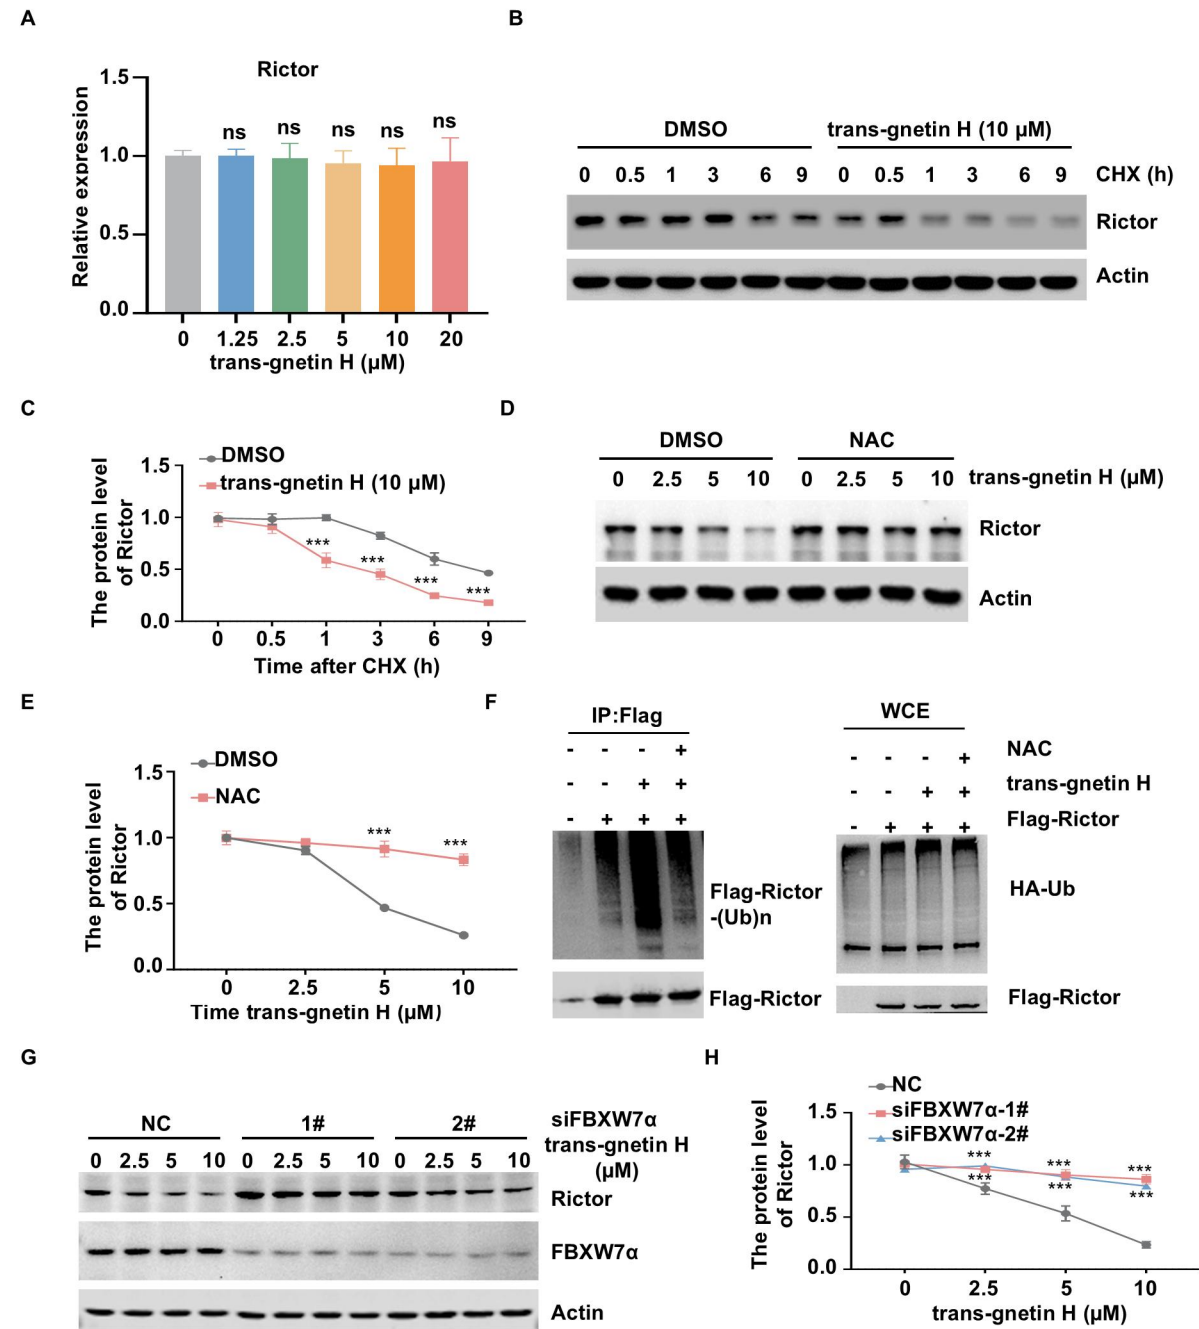 A
Rictor
Relative expression
1.5
1.0
0.5
0.0
ns ns ns ns ns
0 1.25 2.5 5 10 20
trans-gnetin H (μM)
B
DMSO trans-gnetin H (10 μM)
0 0.5 1 3 6 9 0 0.5 1 3 6 9 CHX (h)
Rictor
Actin
C
DMSO
trans-gnetin H (10 μM)
The protein level
of Rictor
1.5
1.0
0.5
0.0
*** *** *** ***
0 0.5 1 3 6 9
Time after CHX (h)
D
DMSO NAC
0 2.5 5 10 0 2.5 5 10 trans-gnetin H (μM)
Rictor
Actin
E
DMSO
NAC
The protein level
of Rictor
1.5
1.0
0.5
0.0
*** ***
0 2.5 5 10
Time trans-gnetin H (μM)
F
IP:Flag WCE
- - - + - - - + NAC
- - + + - - + + trans-gnetin H
- + + + - + + + Flag-Rictor
Flag-Rictor
-(Ub)n
HA-Ub
Flag-Rictor Flag-Rictor
G
NC 1# 2# siFBXW7α
0 2.5 5 10 0 2.5 5 10 0 2.5 5 10 trans-gnetin H
(μM)
Rictor
FBXW7α
Actin
H
NC
siFBXW7α-1#
siFBXW7α-2#
The protein level
of Rictor
1.5
1.0
0.5
0.0
*** *** ***
*** *** ***
0 2.5 5 10
trans-gnetin H (μM)